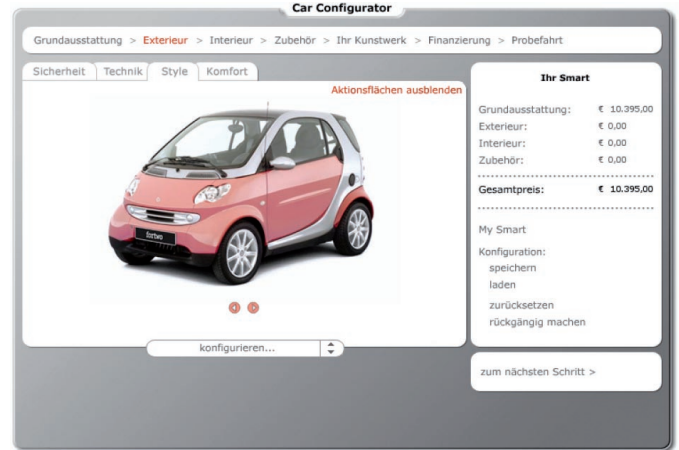 Car Configurator
Grundausstattung > Exterieur > Interieur > Zubehör > Ihr Kunstwerk > Finanzierung > Probefahrt
Sicherheit Technik Style Komfort
Aktionsflächen ausblenden
fortwo
konfigurieren...
Ihr Smart
Grundausstattung: € 10.395,00
Exterieur: € 0,00
Interieur: € 0,00
Zubehör: € 0,00
Gesamtpreis: € 10.395,00
My Smart
Konfiguration:
speichern
laden
zurücksetzen
rückgängig machen
zum nächsten Schritt >